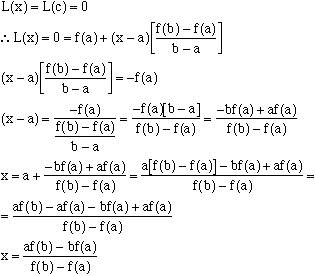 L(x) = L(c) = 0
∴ L(x) = 0 = f(a) + (x − a)[(f(b) − f(a))/(b − a)]
(x − a)[(f(b) − f(a))/(b − a)] = −f(a)
(x − a) = −f(a)/((f(b) − f(a))/(b − a)) = −f(a)[b − a]/(f(b) − f(a)) = (−bf(a) + af(a))/(f(b) − f(a))
x = a + (−bf(a) + af(a))/(f(b) − f(a)) = (a[f(b) − f(a)] − bf(a) + af(a))/(f(b) − f(a)) =
= (af(b) − af(a) − bf(a) + af(a))/(f(b) − f(a))
x = (af(b) − bf(a))/(f(b) − f(a))